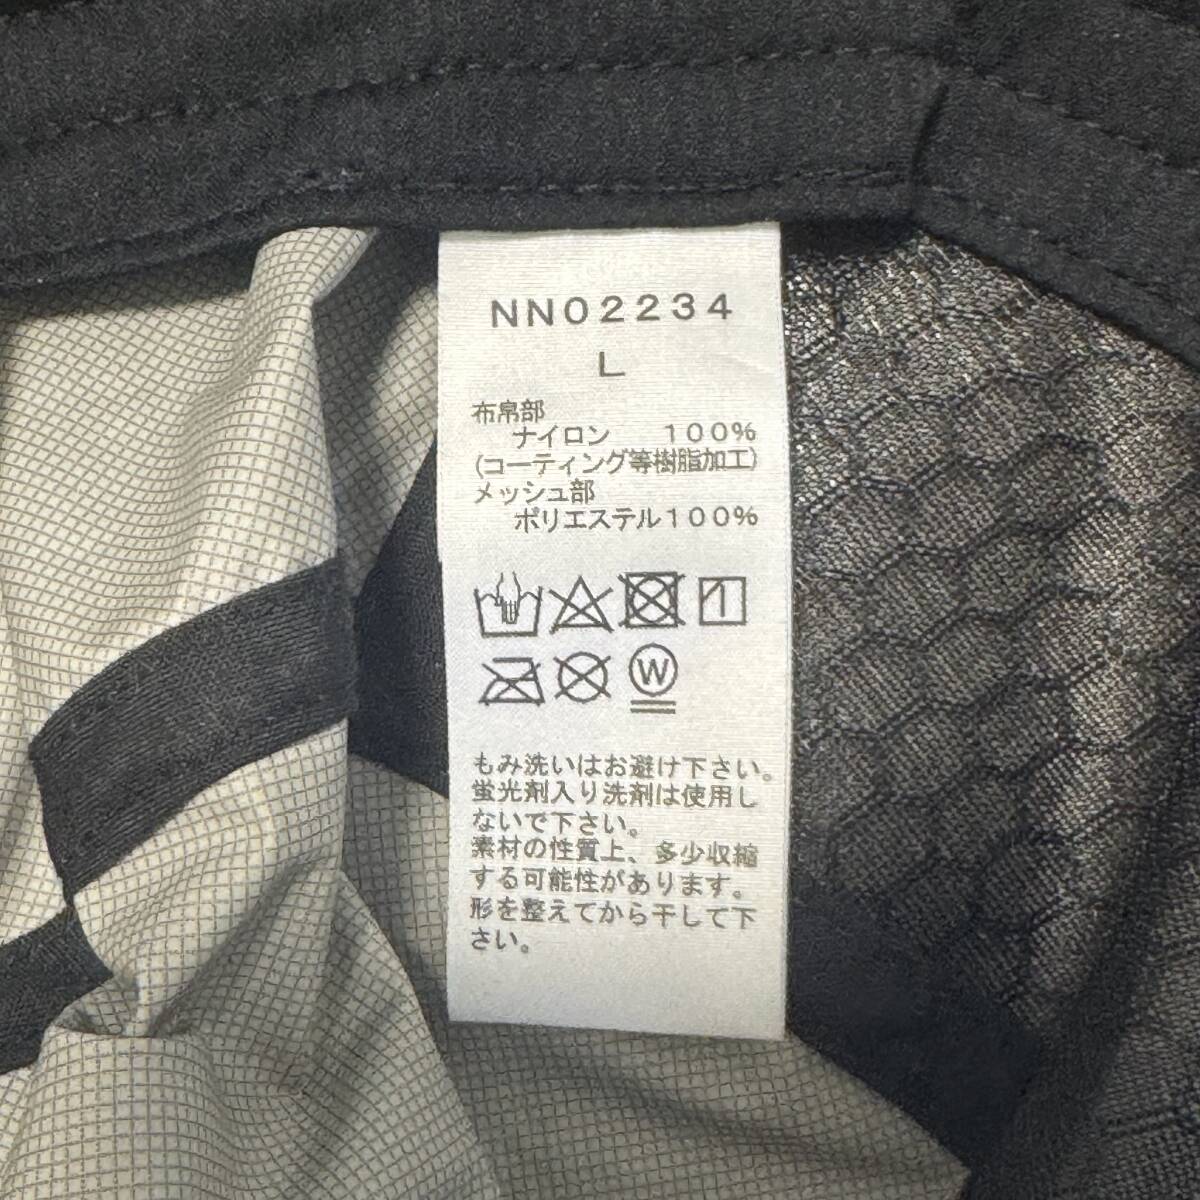 NN02234
L
布帛部
ナイロン 100%
(コーティング等樹脂加工)
メッシュ部
ポリエステル100%
W
もみ洗いはお避け下さい。
蛍光剤入り洗剤は使用し
ないで下さい。
素材の性質上、多少収縮
する可能性があります。
形を整えてから干して下
さい。